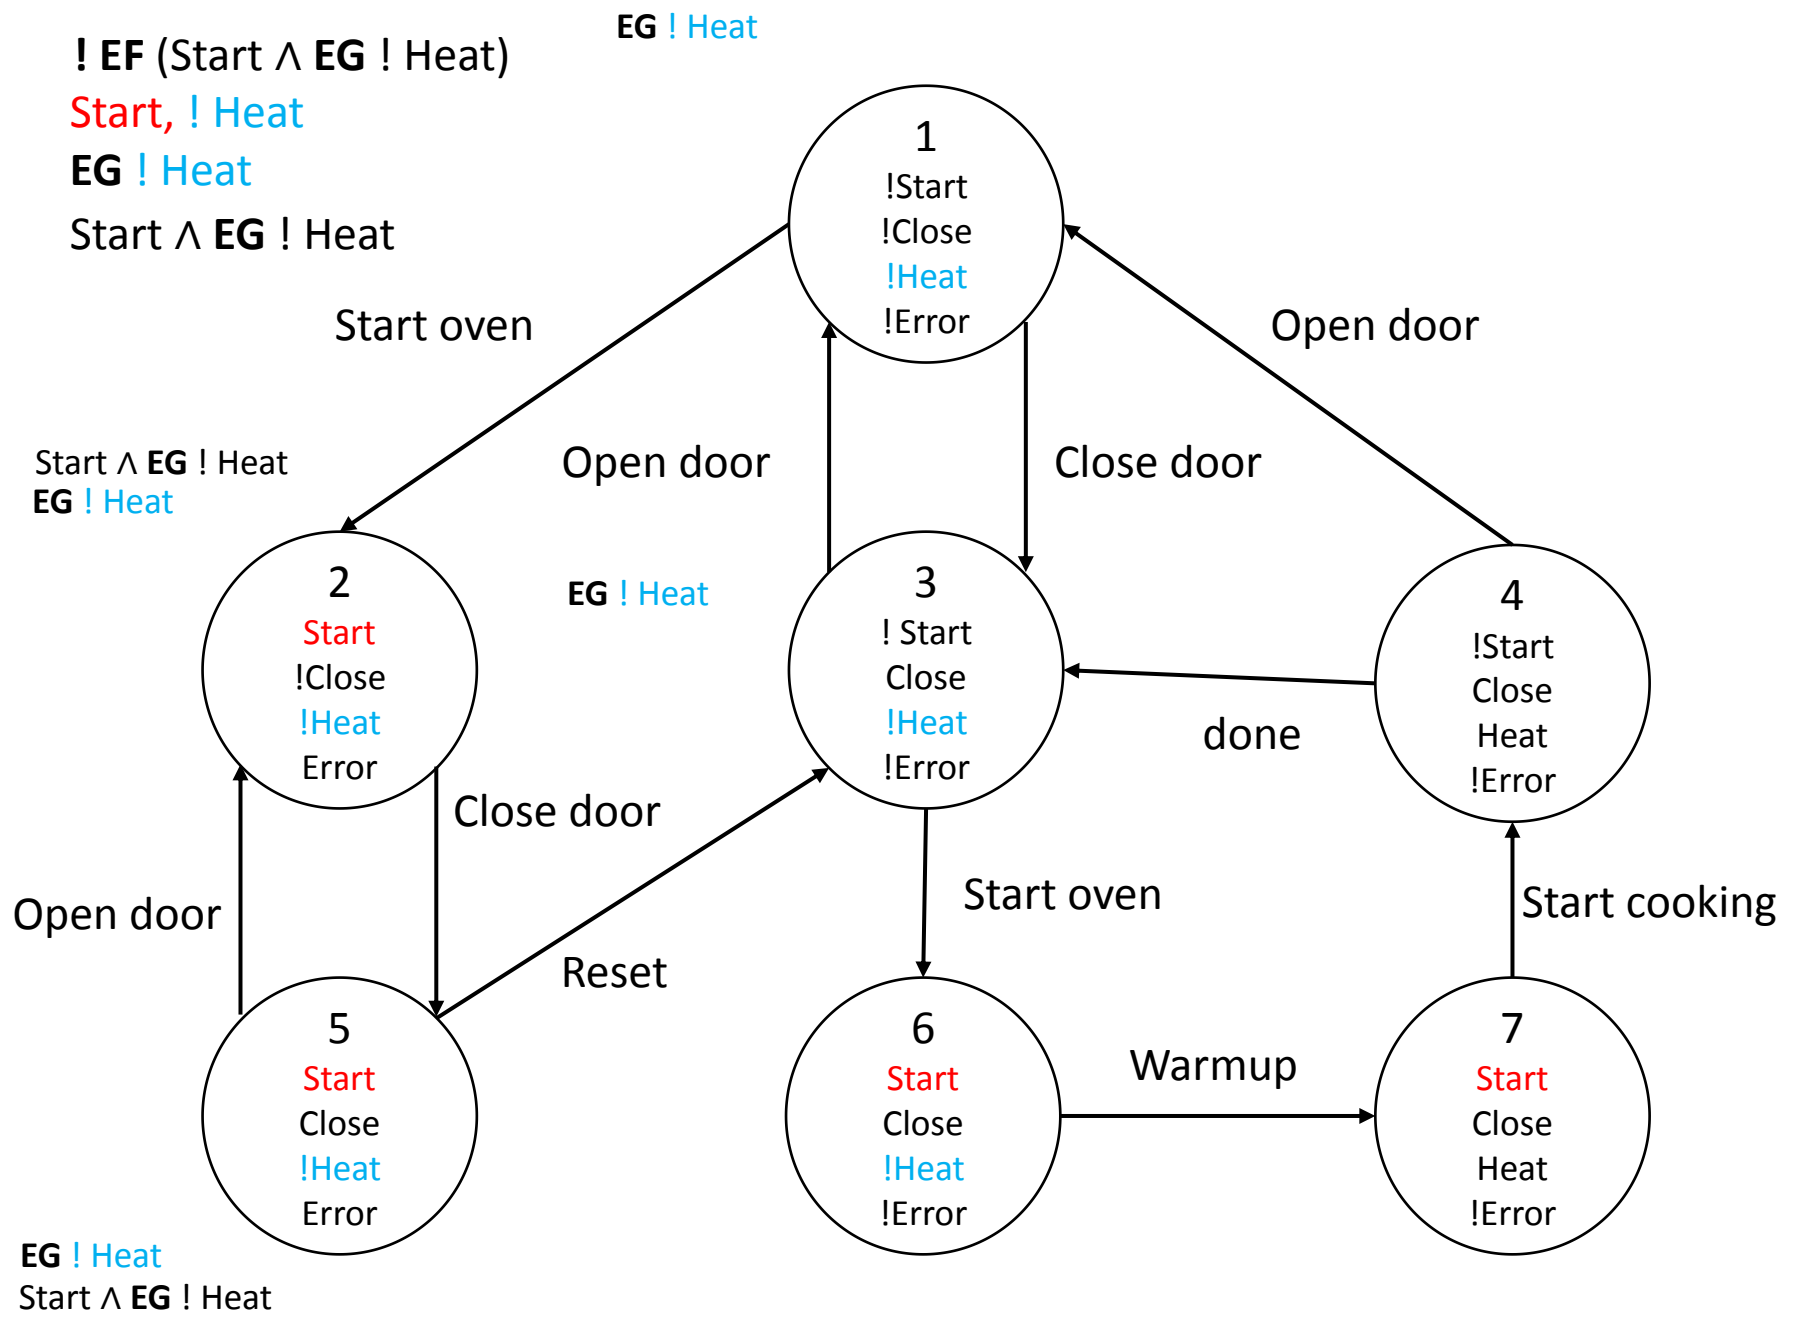 EG ! Heat
! EF (Start ∧ EG ! Heat)
Start, ! Heat
EG ! Heat
Start ∧ EG ! Heat
1
!Start
!Close
!Heat
!Error
Start oven
Open door
Open door
Close door
Start ∧ EG ! Heat
EG ! Heat
2
Start
!Close
!Heat
Error
EG ! Heat
3
! Start
Close
!Heat
!Error
4
!Start
Close
Heat
!Error
done
Close door
Open door
Reset
Start oven
Start cooking
5
Start
Close
!Heat
Error
6
Start
Close
!Heat
!Error
Warmup
7
Start
Close
Heat
!Error
EG ! Heat
Start ∧ EG ! Heat